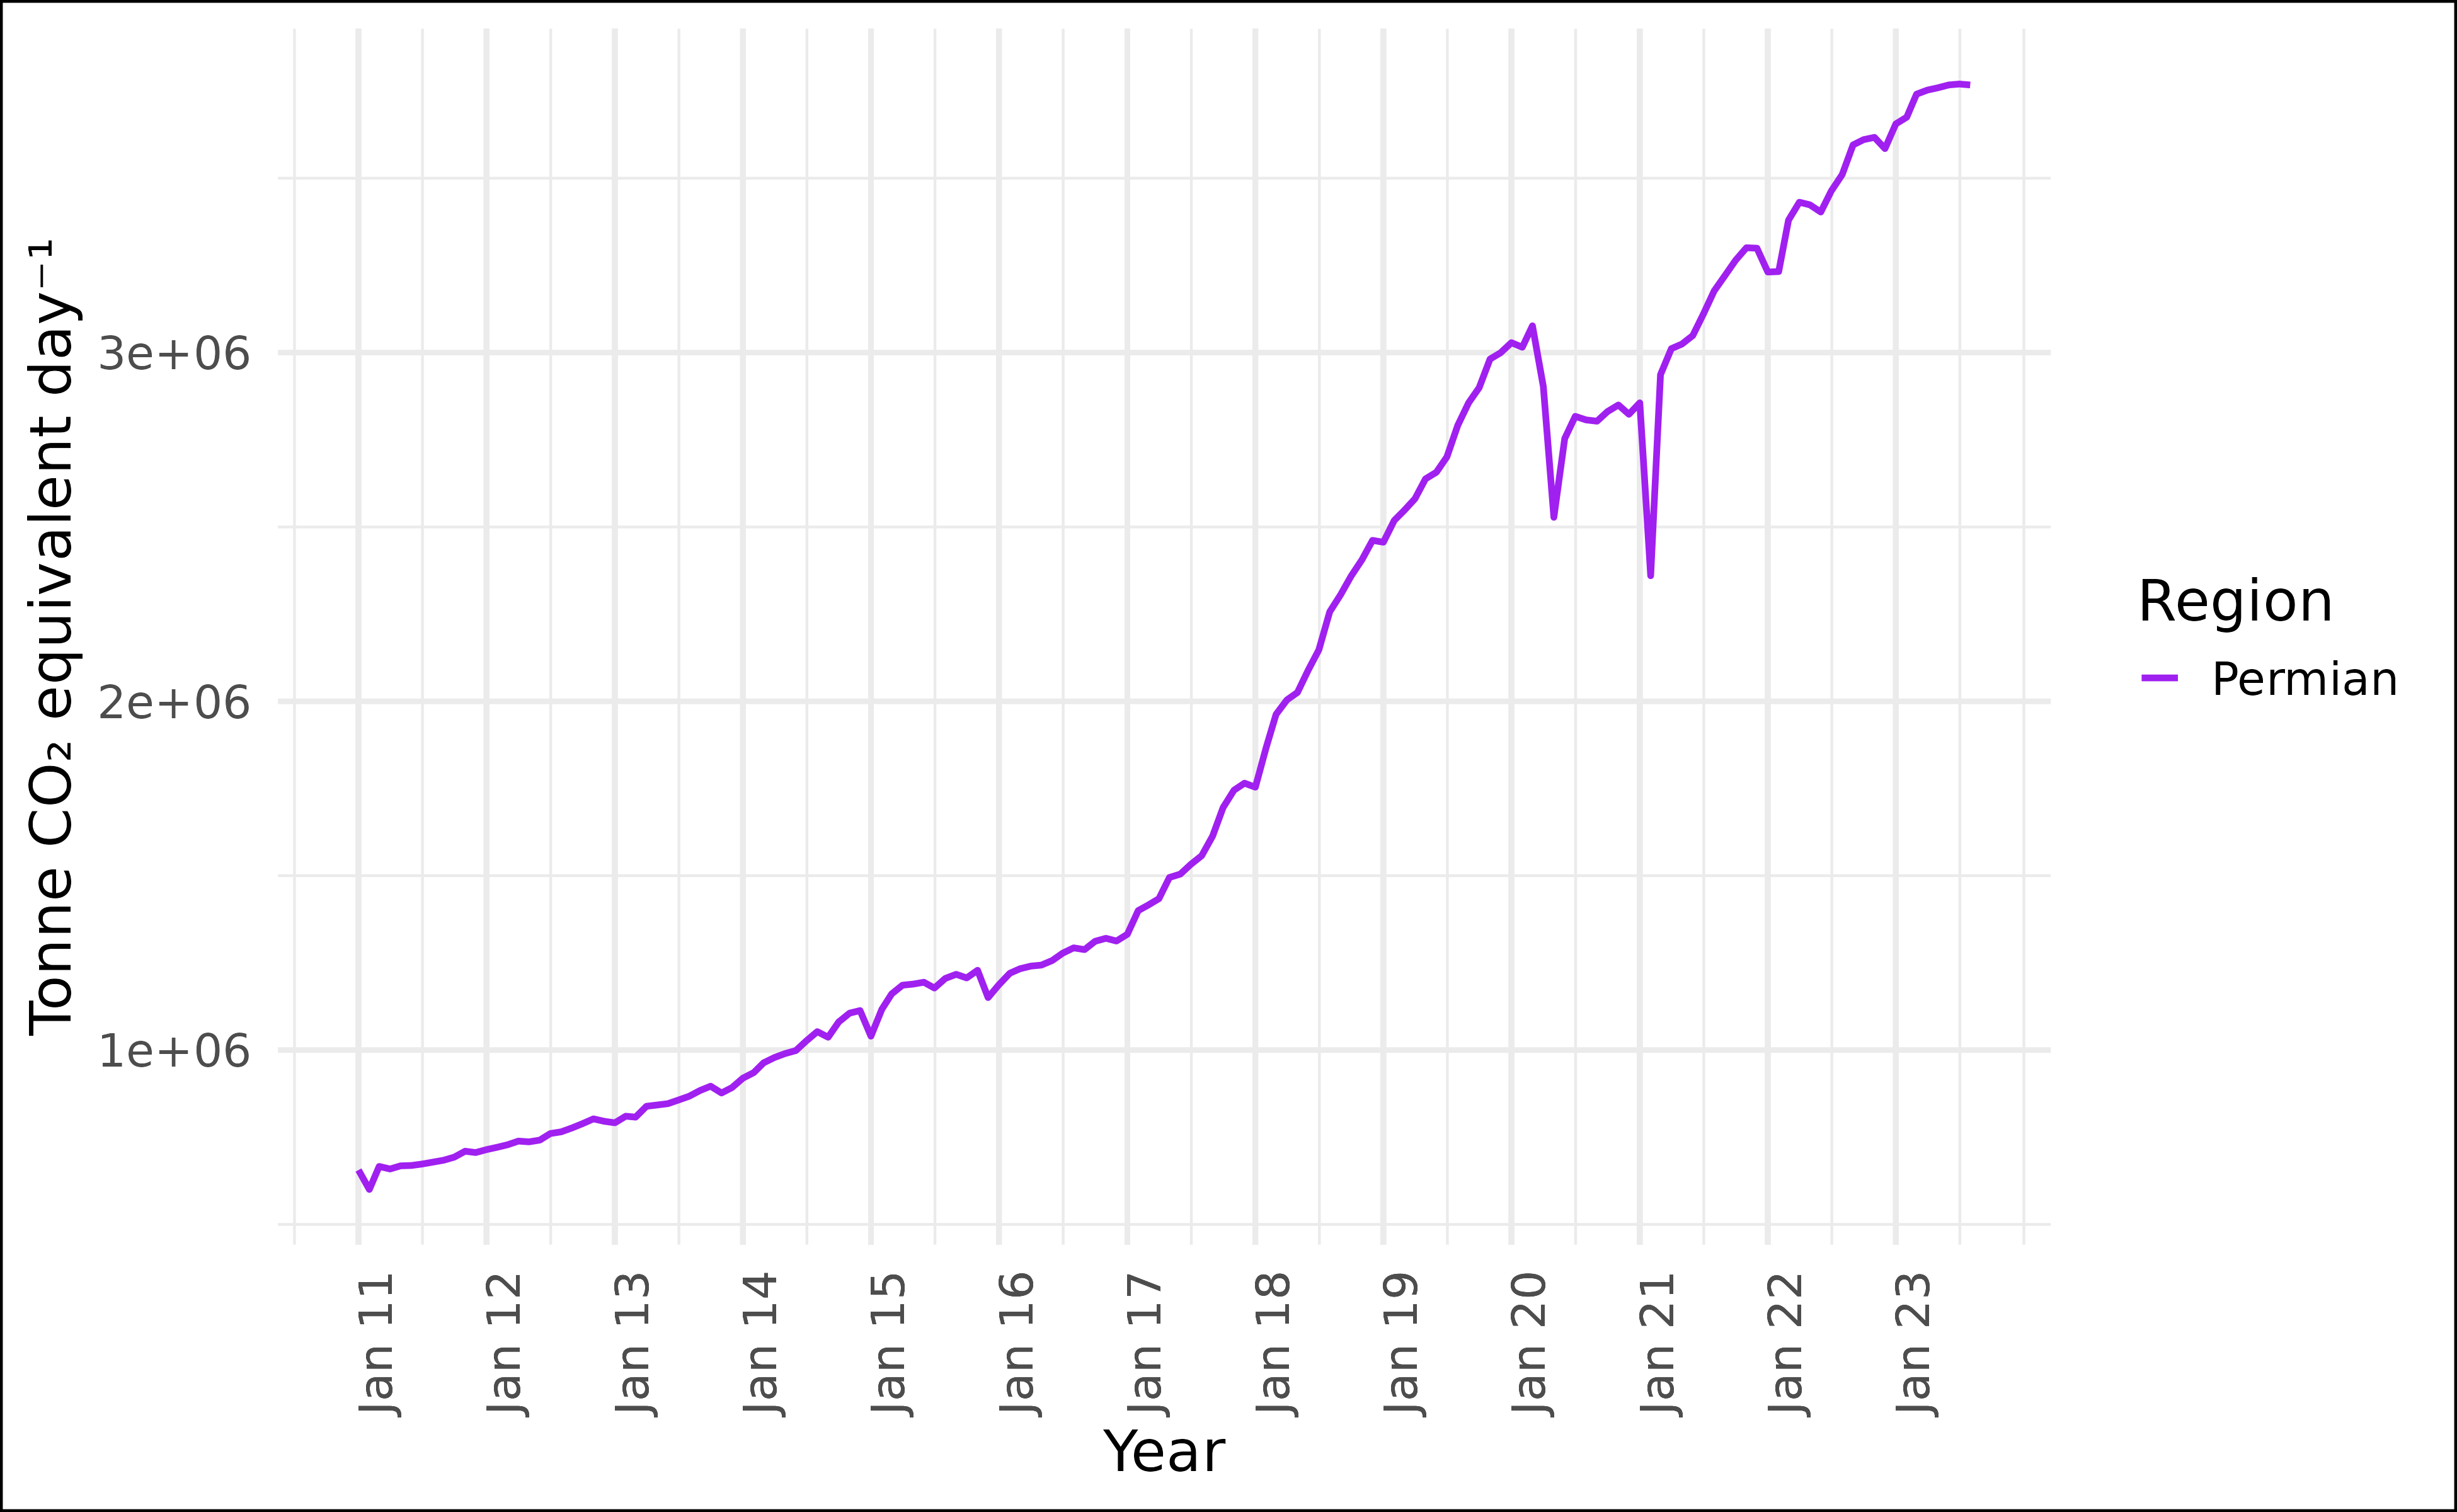 Tonne CO₂ equivalent day⁻¹
3e+06
2e+06
1e+06
Jan 11
Jan 12
Jan 13
Jan 14
Jan 15
Jan 16
Jan 17
Jan 18
Jan 19
Jan 20
Jan 21
Jan 22
Jan 23
Year
Region
Permian